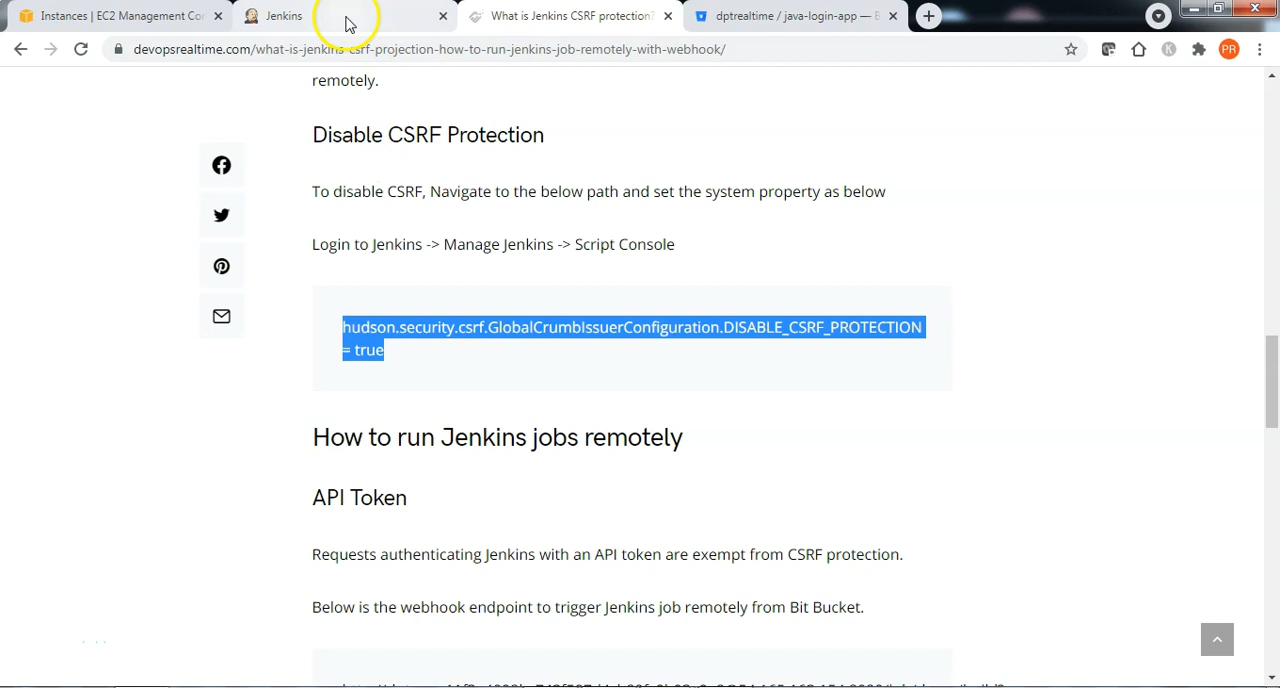 Instances | EC2 Management Con
Jenkins
What is Jenkins CSRF protection?
dptrealtime / java-login-app — B
devopsrealtime.com/what-is-jenkins-csrf-projection-how-to-run-jenkins-job-remotely-with-webhook/
PR
remotely.
Disable CSRF Protection
To disable CSRF, Navigate to the below path and set the system property as below
Login to Jenkins -> Manage Jenkins -> Script Console
hudson.security.csrf.GlobalCrumbIssuerConfiguration.DISABLE_CSRF_PROTECTION
= true
How to run Jenkins jobs remotely
API Token
Requests authenticating Jenkins with an API token are exempt from CSRF protection.
Below is the webhook endpoint to trigger Jenkins job remotely from Bit Bucket.